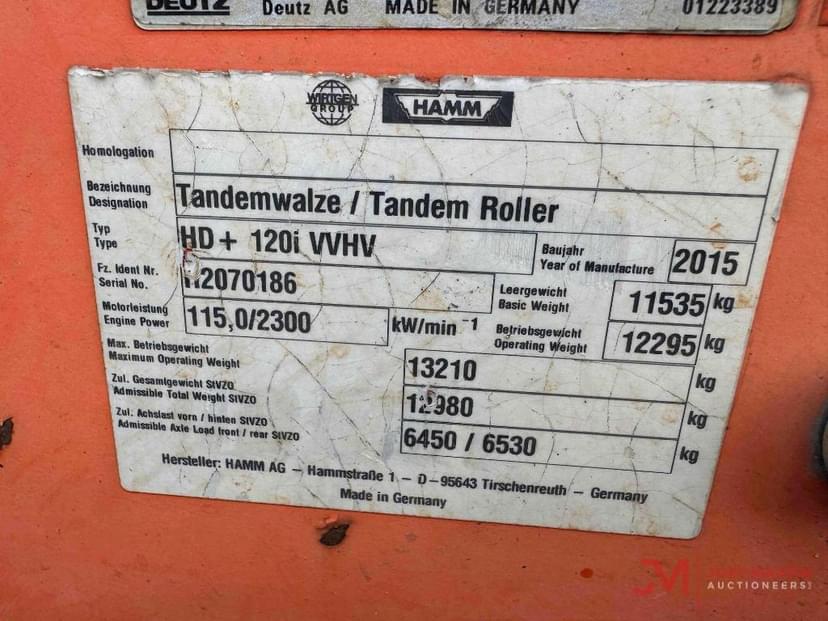 DEUTZ Deutz AG MADE IN GERMANY 01223389
WIRTGEN GROUP HAMM
Homologation
Bezeichnung
Designation
Tandemwalze / Tandem Roller
Typ
Type
HD+ 120i VVHV
Baujahr
Year of Manufacture
2015
Fz. Ident Nr.
Serial No.
H2070186
Leergewicht
Basic Weight
11535 kg
Motorleistung
Engine Power
115,0/2300 kW/min⁻¹
Betriebsgewicht
Operating Weight
12295 kg
Max. Betriebsgewicht
Maximum Operating Weight
13210 kg
Zul. Gesamtgewicht StVZO
Admissible Total Weight StVZO
12980 kg
Zul. Achslast vorn / hinten StVZO
Admissible Axle Load front / rear StVZO
6450 / 6530 kg
Hersteller: HAMM AG – Hammstraße 1 – D-95643 Tirschenreuth – Germany
Made in Germany
AUCTIONEERS